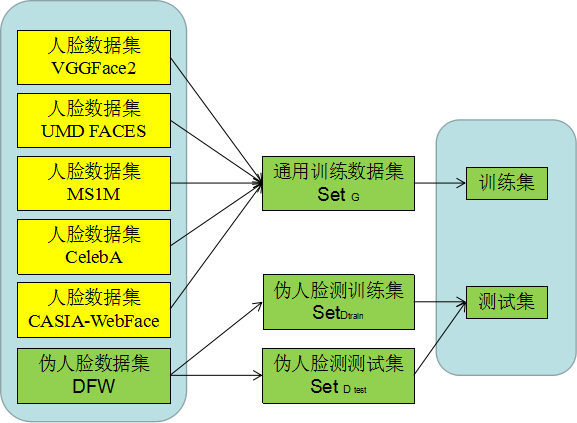 人脸数据集
VGGFace2
人脸数据集
UMD FACES
人脸数据集
MS1M
人脸数据集
CelebA
人脸数据集
CASIA-WebFace
伪人脸数据集
DFW
通用训练数据集
Set G
伪人脸测训练集
SetDtrain
伪人脸测测试集
Set D test
训练集
测试集